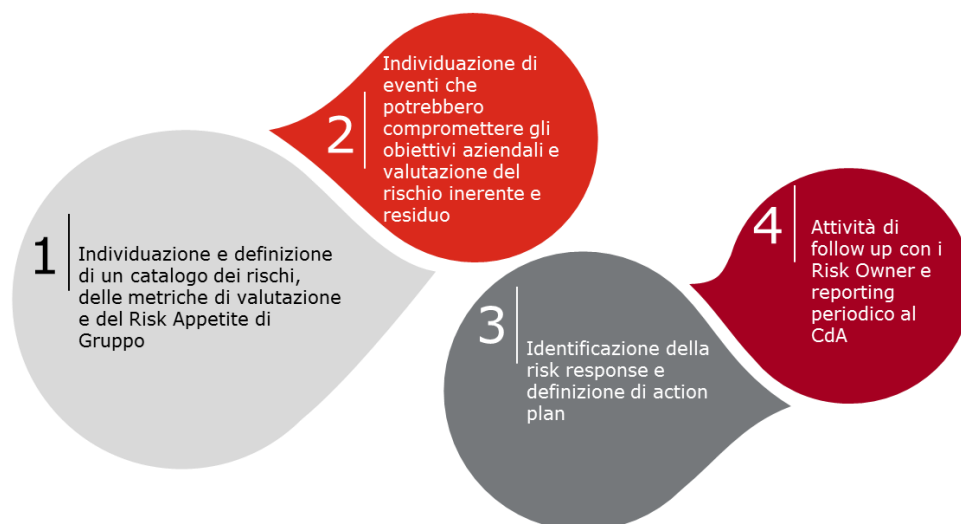 1
Individuazione e definizione
di un catalogo dei rischi,
delle metriche di valutazione
e del Risk Appetite di
Gruppo
2
Individuazione di
eventi che
potrebbero
compromettere gli
obiettivi aziendali e
valutazione del
rischio inerente e
residuo
3
Identificazione della
risk response e
definizione di action
plan
4
Attività di
follow up con i
Risk Owner e
reporting
periodico al
CdA